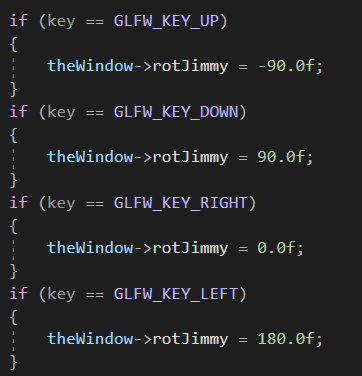 if (key == GLFW_KEY_UP)
{
    theWindow->rotJimmy = -90.0f;
}
if (key == GLFW_KEY_DOWN)
{
    theWindow->rotJimmy = 90.0f;
}
if (key == GLFW_KEY_RIGHT)
{
    theWindow->rotJimmy = 0.0f;
}
if (key == GLFW_KEY_LEFT)
{
    theWindow->rotJimmy = 180.0f;
}